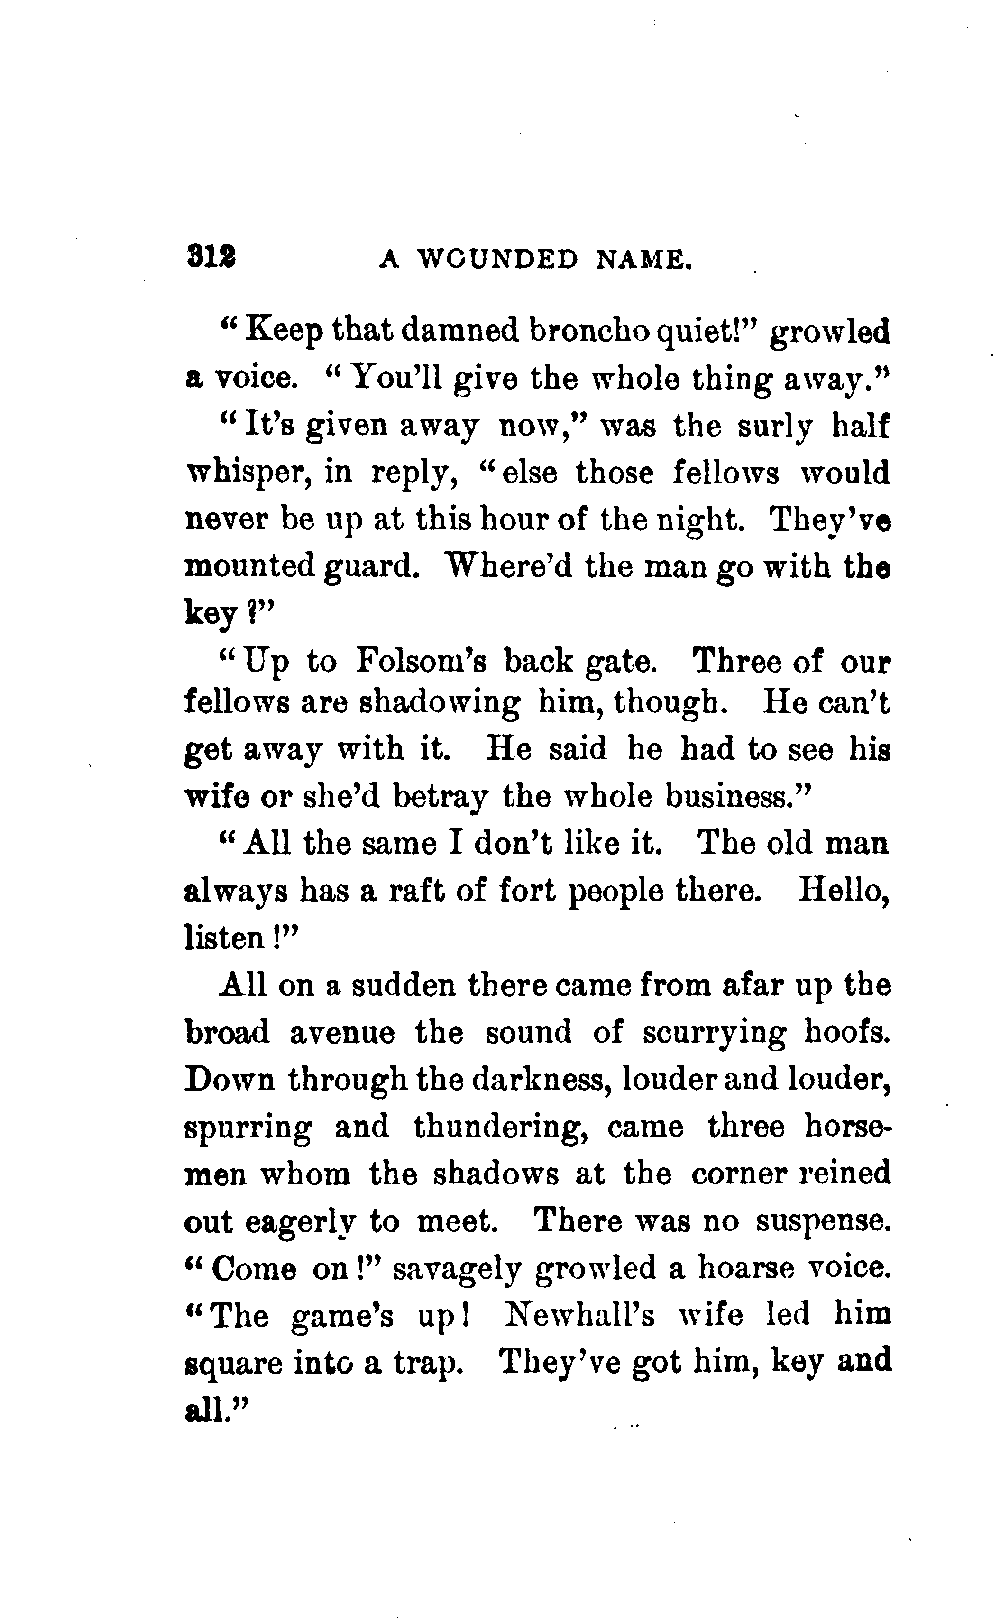 312 A WOUNDED NAME.
“Keep that damned broncho quiet!” growled
a voice. “You’ll give the whole thing away.”
“It’s given away now,” was the surly half
whisper, in reply, “else those fellows would
never be up at this hour of the night. They’ve
mounted guard. Where’d the man go with the
key?”
“Up to Folsom’s back gate. Three of our
fellows are shadowing him, though. He can’t
get away with it. He said he had to see his
wife or she’d betray the whole business.”
“All the same I don’t like it. The old man
always has a raft of fort people there. Hello,
listen!”
All on a sudden there came from afar up the
broad avenue the sound of scurrying hoofs.
Down through the darkness, louder and louder,
spurring and thundering, came three horse-
men whom the shadows at the corner reined
out eagerly to meet. There was no suspense.
“Come on!” savagely growled a hoarse voice.
“The game’s up! Newhall’s wife led him
square into a trap. They’ve got him, key and
all.”